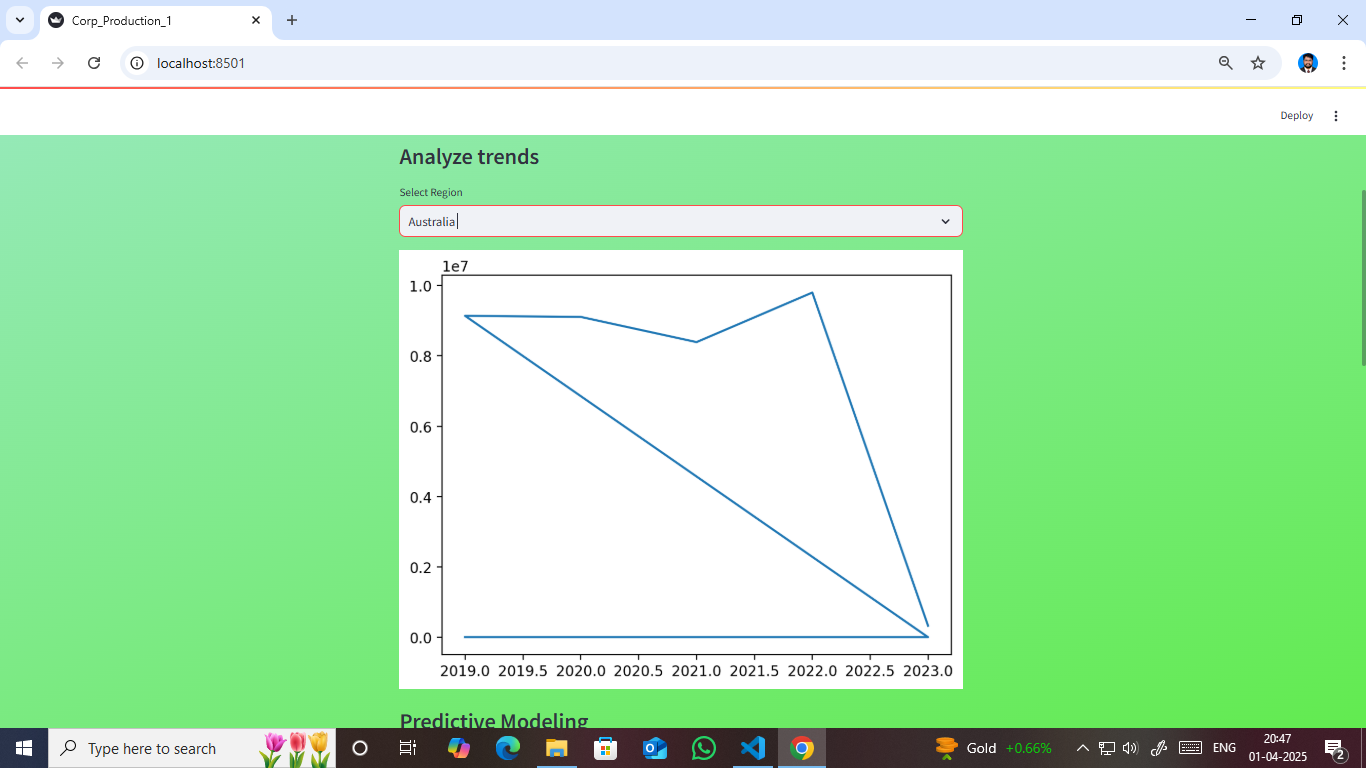 Corp_Production_1
localhost:8501
Deploy
Analyze trends
Select Region
Australia
1e7
1.0
0.8
0.6
0.4
0.2
0.0
2019.0 2019.5 2020.0 2020.5 2021.0 2021.5 2022.0 2022.5 2023.0
Predictive Modeling
Type here to search
Gold +0.66%
ENG
20:47
01-04-2025
2